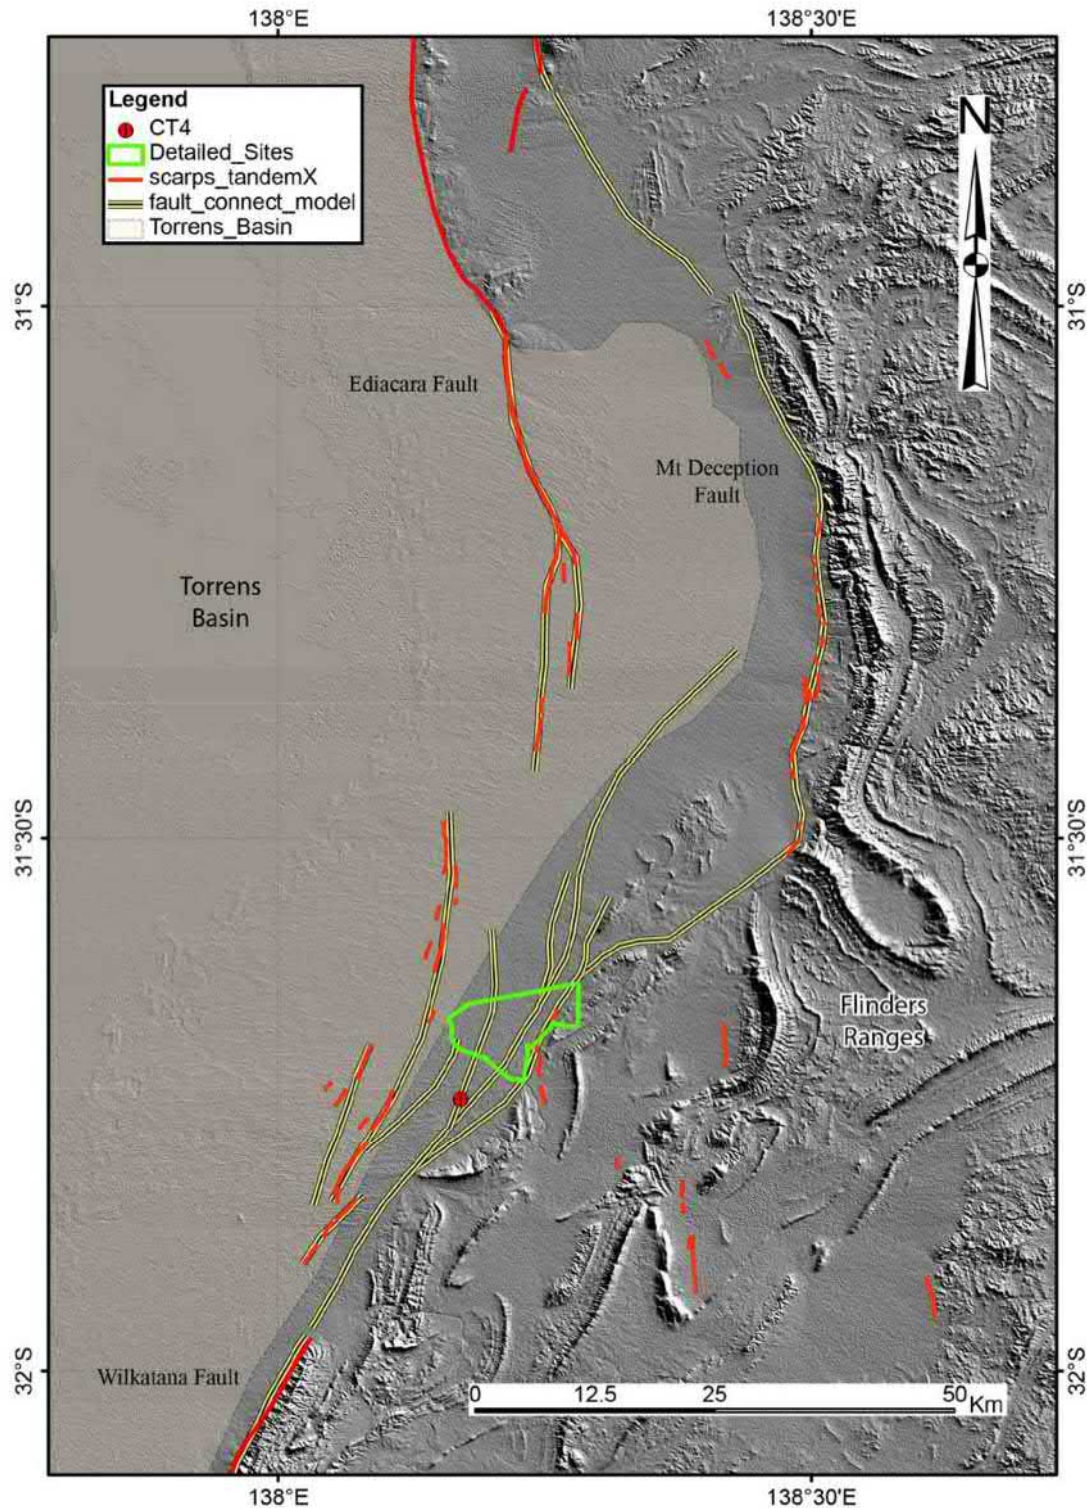 138°E
138°30'E
Legend
CT4
Detailed_Sites
scarps_tandemX
fault_connect_model
Torrens_Basin
N
31°S
31°S
Ediacara Fault
Mt Deception
Fault
Torrens
Basin
31°30'S
31°30'S
Flinders
Ranges
32°S
32°S
Wilkatana Fault
0
12.5
25
50
Km
138°E
138°30'E